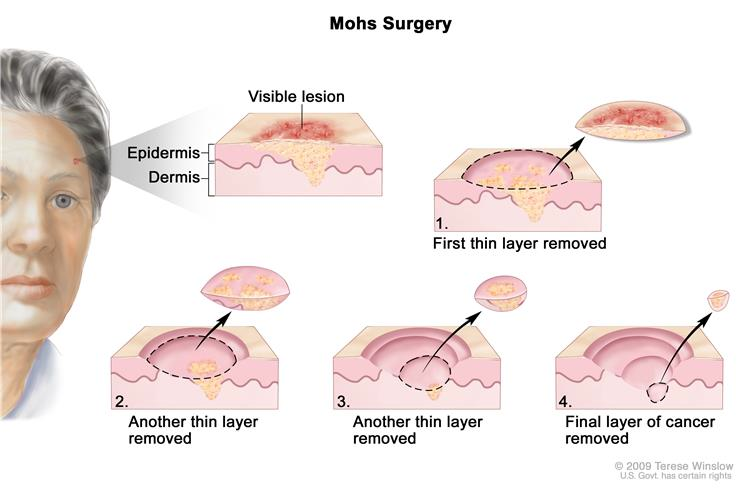 Mohs Surgery
Visible lesion
Epidermis
Dermis
1.
First thin layer removed
2.
Another thin layer
removed
3.
Another thin layer
removed
4.
Final layer of cancer
removed
© 2009 Terese Winslow
U.S. Govt. has certain rights